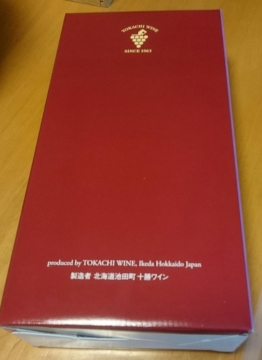 TOKACHI WINE
SINCE 1963
produced by TOKACHI WINE, Ikeda Hokkaido Japan
製造者 北海道池田町 十勝ワイン